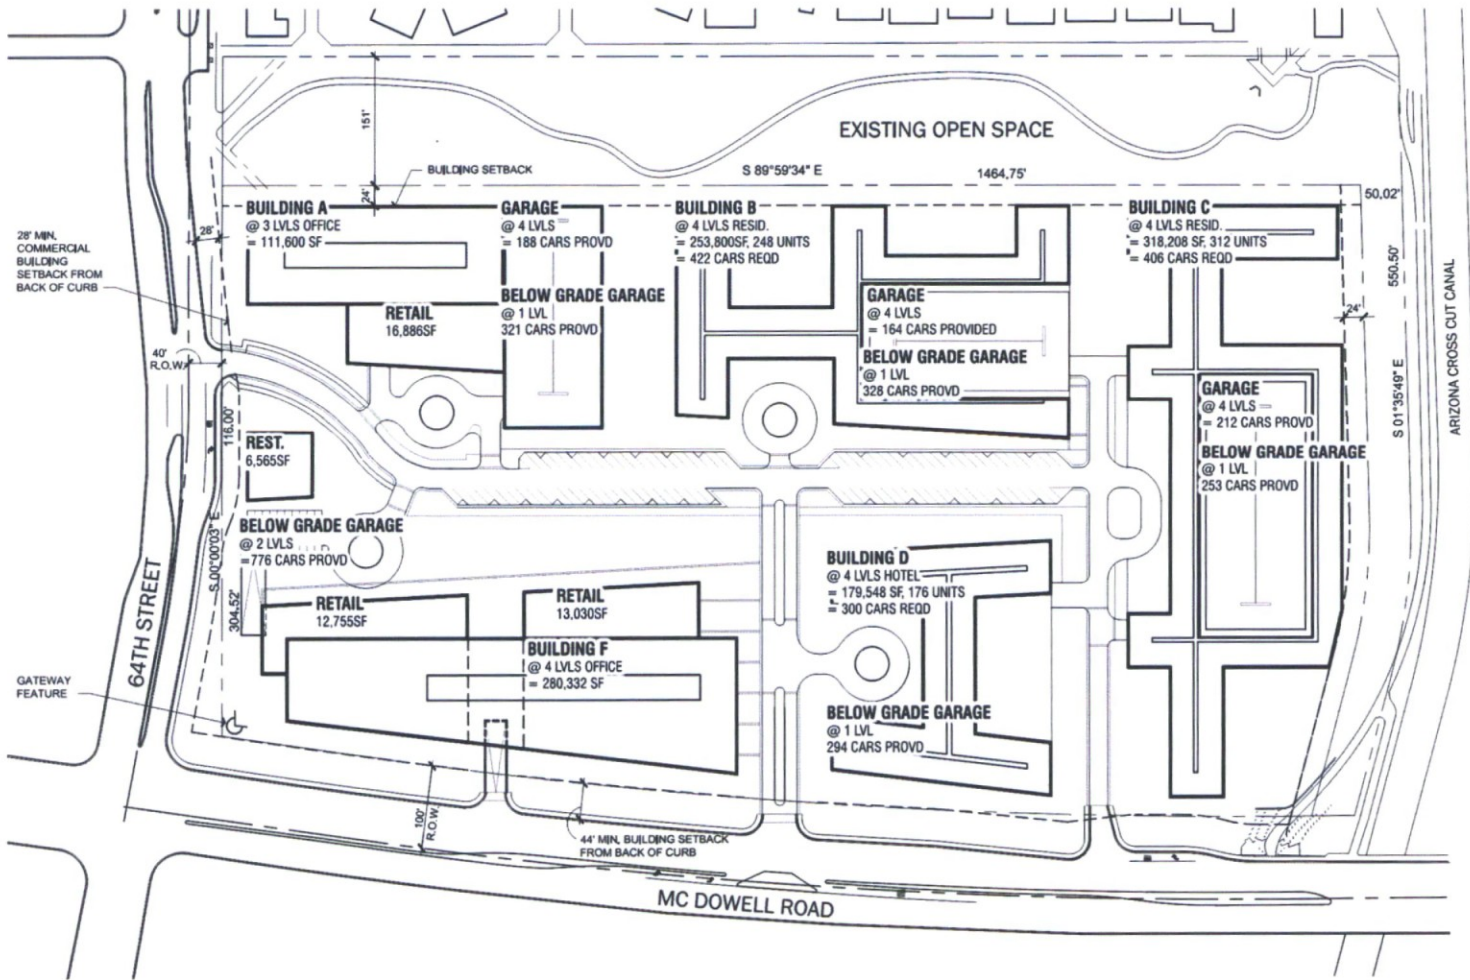 EXISTING OPEN SPACE
151'
BUILDING SETBACK
S 89°59'34" E
1464.75'
24'
50.02'
BUILDING A
@ 3 LVLS OFFICE
= 111,600 SF
GARAGE
@ 4 LVLS
= 188 CARS PROVD
BUILDING B
@ 4 LVLS RESID.
= 253,800SF, 248 UNITS
= 422 CARS REQD
BUILDING C
@ 4 LVLS RESID.
= 318,208 SF, 312 UNITS
= 406 CARS REQD
28' MIN.
COMMERCIAL
BUILDING
SETBACK FROM
BACK OF CURB
28'
550.50'
S 01°35'49" E
ARIZONA CROSS CUT CANAL
24'
RETAIL
16,886SF
BELOW GRADE GARAGE
@ 1 LVL
321 CARS PROVD
GARAGE
@ 4 LVLS
= 164 CARS PROVIDED
BELOW GRADE GARAGE
@ 1 LVL
328 CARS PROVD
40'
R.O.W.
116.00'
GARAGE
@ 4 LVLS
= 212 CARS PROVD
BELOW GRADE GARAGE
@ 1 LVL
253 CARS PROVD
REST.
6,565SF
S 00°00'03" E
304.52'
BELOW GRADE GARAGE
@ 2 LVLS
=776 CARS PROVD
64TH STREET
RETAIL
12,755SF
RETAIL
13,030SF
BUILDING D
@ 4 LVLS HOTEL
= 179,548 SF, 176 UNITS
= 300 CARS REQD
BUILDING F
@ 4 LVLS OFFICE
= 280,332 SF
GATEWAY
FEATURE
BELOW GRADE GARAGE
@ 1 LVL
294 CARS PROVD
100'
R.O.W.
44' MIN. BUILDING SETBACK
FROM BACK OF CURB
MC DOWELL ROAD